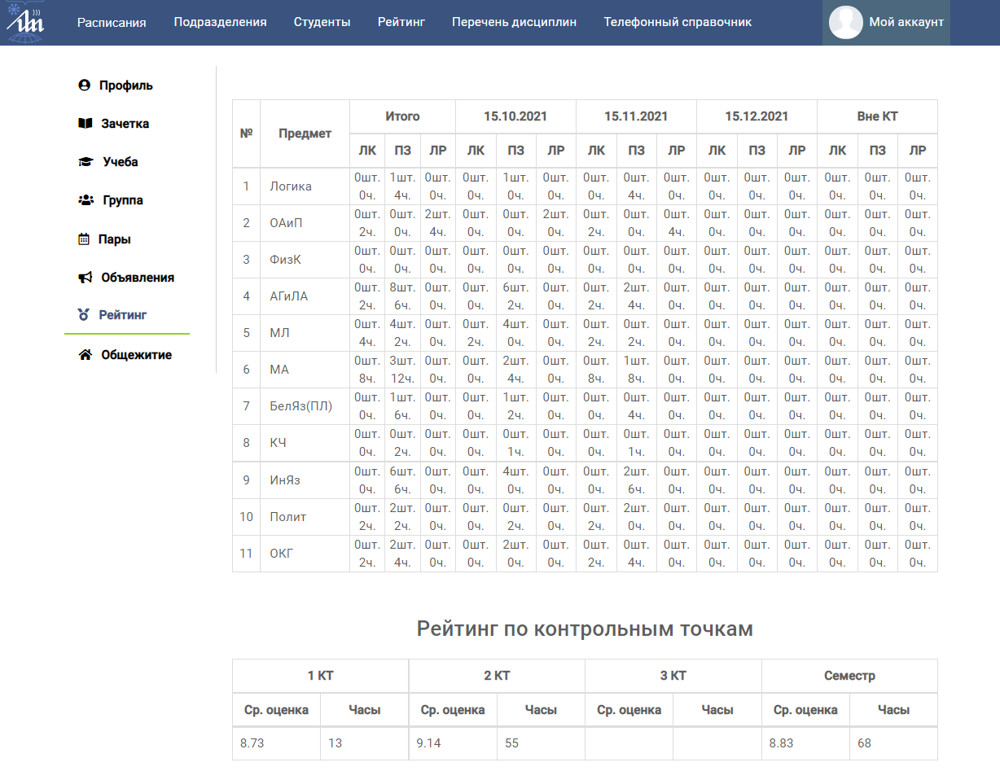 Расписания Подразделения Студенты Рейтинг Перечень дисциплин Телефонный справочник Мой аккаунт
Профиль
Зачетка
Учеба
Группа
Пары
Объявления
Рейтинг
Общежитие
№ Предмет Итого 15.10.2021 15.11.2021 15.12.2021 Вне КТ
ЛК ПЗ ЛР ЛК ПЗ ЛР ЛК ПЗ ЛР ЛК ПЗ ЛР ЛК ПЗ ЛР
1 Логика 0шт. 1шт. 0шт. 0шт. 1шт. 0шт. 0шт. 0шт. 0шт. 0шт. 0шт. 0шт. 0шт. 0шт. 0шт.
0ч. 4ч. 0ч. 0ч. 0ч. 0ч. 0ч. 4ч. 0ч. 0ч. 0ч. 0ч. 0ч. 0ч. 0ч.
2 ОАиП 0шт. 0шт. 2шт. 0шт. 0шт. 2шт. 0шт. 0шт. 0шт. 0шт. 0шт. 0шт. 0шт. 0шт. 0шт.
2ч. 0ч. 4ч. 0ч. 0ч. 0ч. 2ч. 0ч. 4ч. 0ч. 0ч. 0ч. 0ч. 0ч. 0ч.
3 ФизК 0шт. 0шт. 0шт. 0шт. 0шт. 0шт. 0шт. 0шт. 0шт. 0шт. 0шт. 0шт. 0шт. 0шт. 0шт.
0ч. 0ч. 0ч. 0ч. 0ч. 0ч. 0ч. 0ч. 0ч. 0ч. 0ч. 0ч. 0ч. 0ч. 0ч.
4 АГиЛА 0шт. 8шт. 0шт. 0шт. 6шт. 0шт. 0шт. 2шт. 0шт. 0шт. 0шт. 0шт. 0шт. 0шт. 0шт.
2ч. 6ч. 0ч. 0ч. 2ч. 0ч. 2ч. 4ч. 0ч. 0ч. 0ч. 0ч. 0ч. 0ч. 0ч.
5 МЛ 0шт. 4шт. 0шт. 0шт. 4шт. 0шт. 0шт. 0шт. 0шт. 0шт. 0шт. 0шт. 0шт. 0шт. 0шт.
4ч. 2ч. 0ч. 2ч. 0ч. 0ч. 2ч. 2ч. 0ч. 0ч. 0ч. 0ч. 0ч. 0ч. 0ч.
6 МА 0шт. 3шт. 0шт. 0шт. 2шт. 0шт. 0шт. 1шт. 0шт. 0шт. 0шт. 0шт. 0шт. 0шт. 0шт.
8ч. 12ч. 0ч. 0ч. 4ч. 0ч. 8ч. 8ч. 0ч. 0ч. 0ч. 0ч. 0ч. 0ч. 0ч.
7 БелЯз(ПЛ) 0шт. 1шт. 0шт. 0шт. 1шт. 0шт. 0шт. 0шт. 0шт. 0шт. 0шт. 0шт. 0шт. 0шт. 0шт.
0ч. 6ч. 0ч. 0ч. 2ч. 0ч. 0ч. 4ч. 0ч. 0ч. 0ч. 0ч. 0ч. 0ч. 0ч.
8 КЧ 0шт. 0шт. 0шт. 0шт. 0шт. 0шт. 0шт. 0шт. 0шт. 0шт. 0шт. 0шт. 0шт. 0шт. 0шт.
0ч. 2ч. 0ч. 0ч. 1ч. 0ч. 0ч. 1ч. 0ч. 0ч. 0ч. 0ч. 0ч. 0ч. 0ч.
9 ИнЯз 0шт. 6шт. 0шт. 0шт. 4шт. 0шт. 0шт. 2шт. 0шт. 0шт. 0шт. 0шт. 0шт. 0шт. 0шт.
0ч. 6ч. 0ч. 0ч. 0ч. 0ч. 0ч. 6ч. 0ч. 0ч. 0ч. 0ч. 0ч. 0ч. 0ч.
10 Полит 0шт. 2шт. 0шт. 0шт. 0шт. 0шт. 0шт. 2шт. 0шт. 0шт. 0шт. 0шт. 0шт. 0шт. 0шт.
2ч. 2ч. 0ч. 0ч. 2ч. 0ч. 2ч. 0ч. 0ч. 0ч. 0ч. 0ч. 0ч. 0ч. 0ч.
11 ОКГ 0шт. 2шт. 0шт. 0шт. 2шт. 0шт. 0шт. 0шт. 0шт. 0шт. 0шт. 0шт. 0шт. 0шт. 0шт.
2ч. 4ч. 0ч. 0ч. 0ч. 0ч. 2ч. 4ч. 0ч. 0ч. 0ч. 0ч. 0ч. 0ч. 0ч.
Рейтинг по контрольным точкам
1 КТ 2 КТ 3 КТ Семестр
Ср. оценка Часы Ср. оценка Часы Ср. оценка Часы Ср. оценка Часы
8.73 13 9.14 55 8.83 68